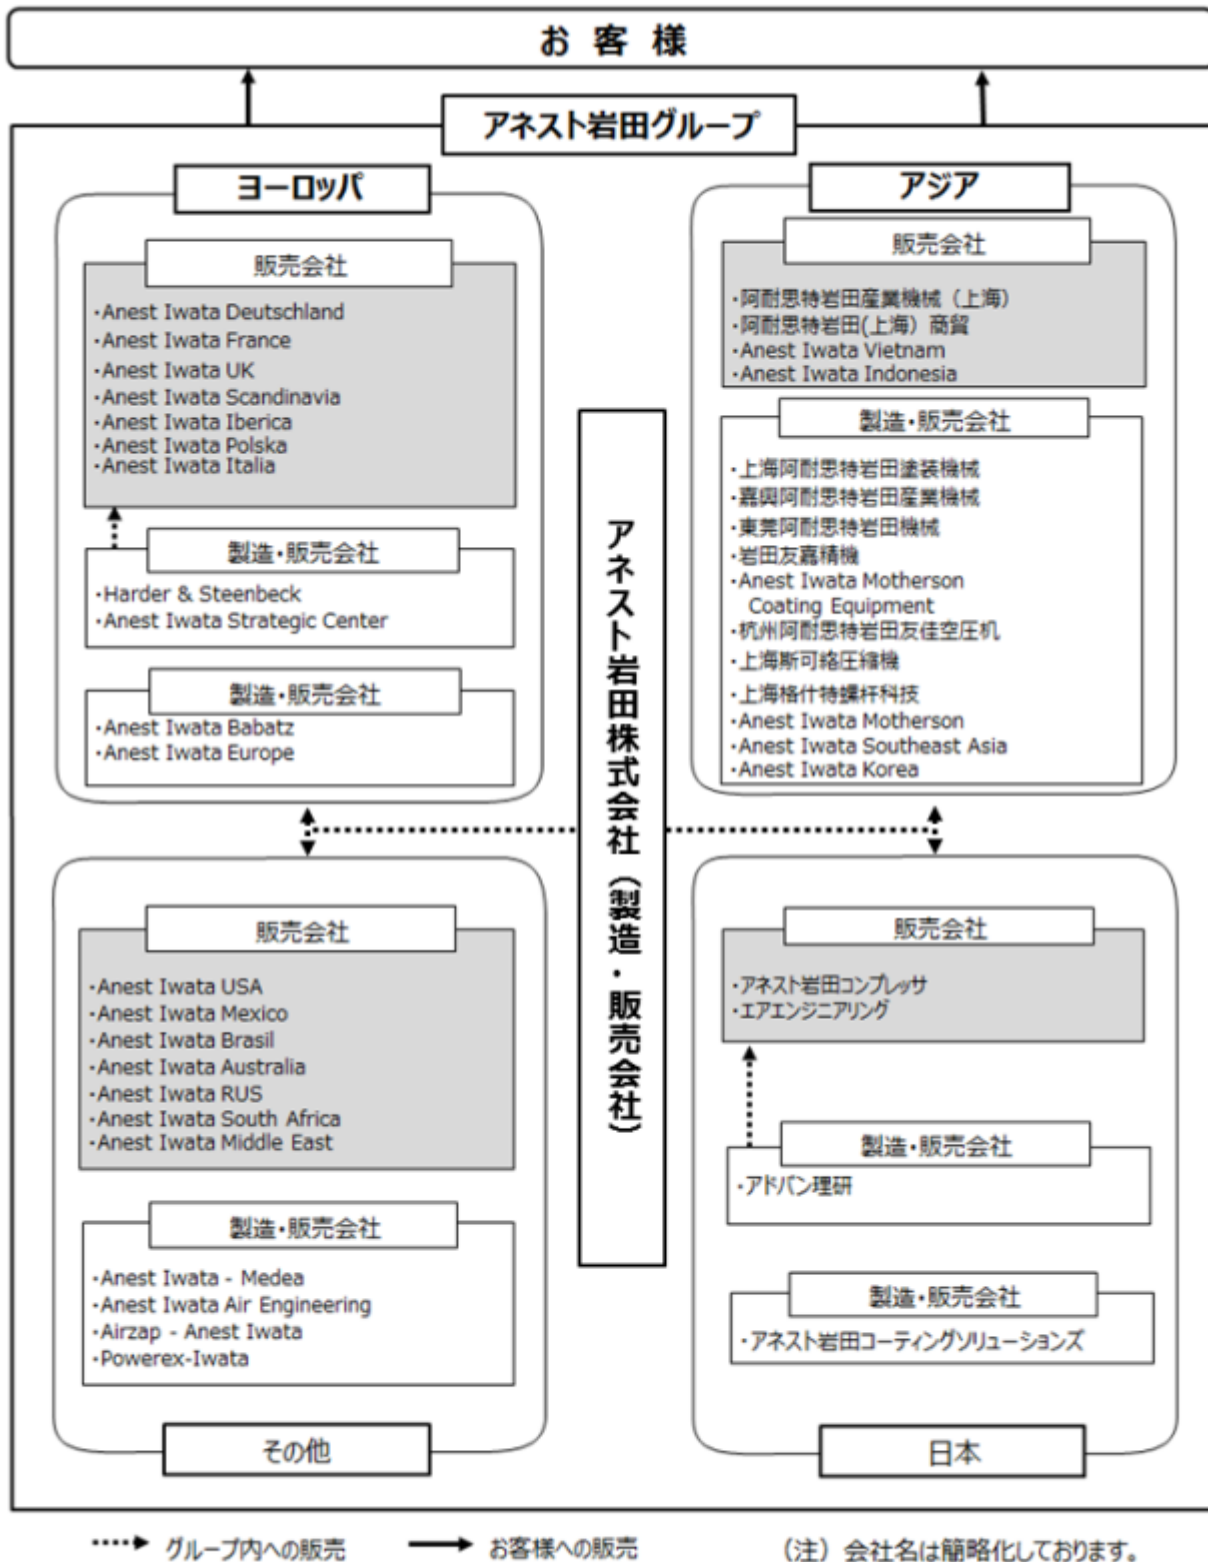 お 客 様
アネスト岩田グループ
ヨーロッパ
販売会社
・Anest Iwata Deutschland
・Anest Iwata France
・Anest Iwata UK
・Anest Iwata Scandinavia
・Anest Iwata Iberica
・Anest Iwata Polska
・Anest Iwata Italia
製造・販売会社
・Harder & Steenbeck
・Anest Iwata Strategic Center
製造・販売会社
・Anest Iwata Babatz
・Anest Iwata Europe
アジア
販売会社
・阿耐思特岩田産業機械（上海）
・阿耐思特岩田(上海）商貿
・Anest Iwata Vietnam
・Anest Iwata Indonesia
製造・販売会社
・上海阿耐思特岩田塗装機械
・嘉興阿耐思特岩田産業機械
・東莞阿耐思特岩田機械
・岩田友嘉精機
・Anest Iwata Motherson
Coating Equipment
・杭州阿耐思特岩田友佳空圧机
・上海斯可絡圧縮機
・上海格什特螺杆科技
・Anest Iwata Motherson
・Anest Iwata Southeast Asia
・Anest Iwata Korea
アネスト岩田株式会社（製造・販売会社）
販売会社
・Anest Iwata USA
・Anest Iwata Mexico
・Anest Iwata Brasil
・Anest Iwata Australia
・Anest Iwata RUS
・Anest Iwata South Africa
・Anest Iwata Middle East
製造・販売会社
・Anest Iwata - Medea
・Anest Iwata Air Engineering
・Airzap - Anest Iwata
・Powerex-Iwata
その他
販売会社
・アネスト岩田コンプレッサ
・エアエンジニアリング
製造・販売会社
・アドバン理研
製造・販売会社
・アネスト岩田コーティングソリューションズ
日本
グループ内への販売
お客様への販売
（注）会社名は簡略化しております。